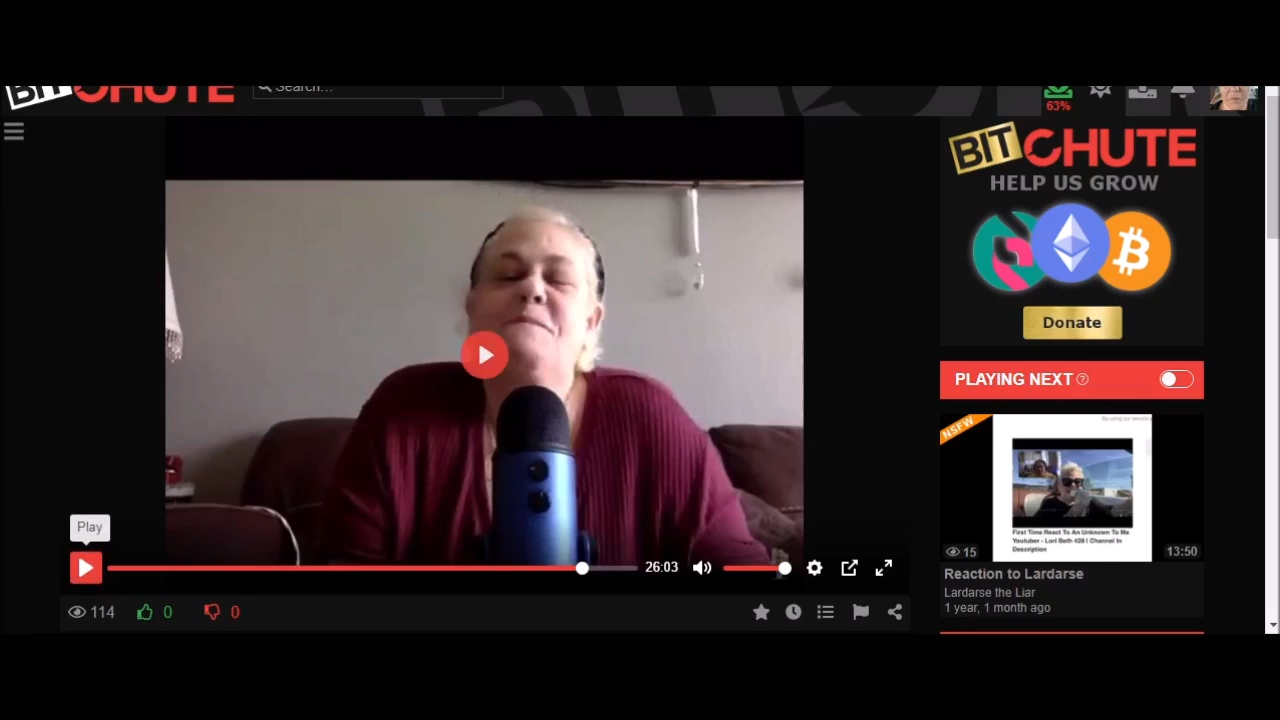 BITCHUTE
Search...
63%
BITCHUTE
HELP US GROW
Donate
PLAYING NEXT
NSFW
First Time React To An Unknown To Me
Youtuber - Lori Beth #28 | Channel In
Description
15
13:50
Reaction to Lardarse
Lardarse the Liar
1 year, 1 month ago
Play
26:03
114
0
0